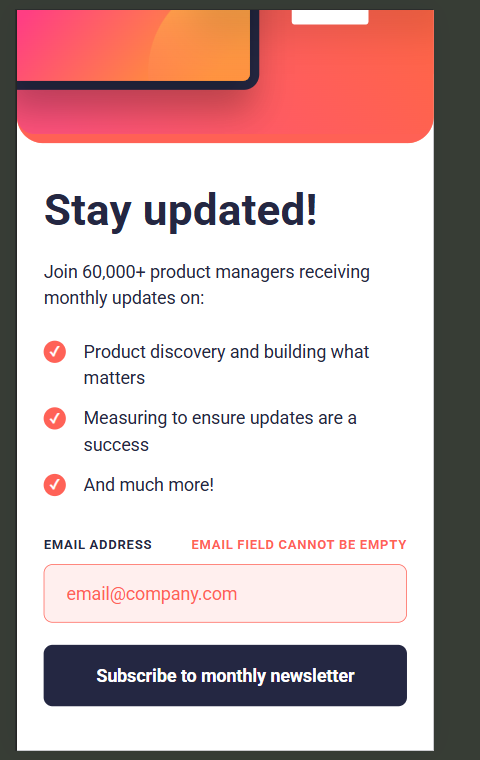 Stay updated!
Join 60,000+ product managers receiving
monthly updates on:
Product discovery and building what
matters
Measuring to ensure updates are a
success
And much more!
EMAIL ADDRESS EMAIL FIELD CANNOT BE EMPTY
email@company.com
Subscribe to monthly newsletter